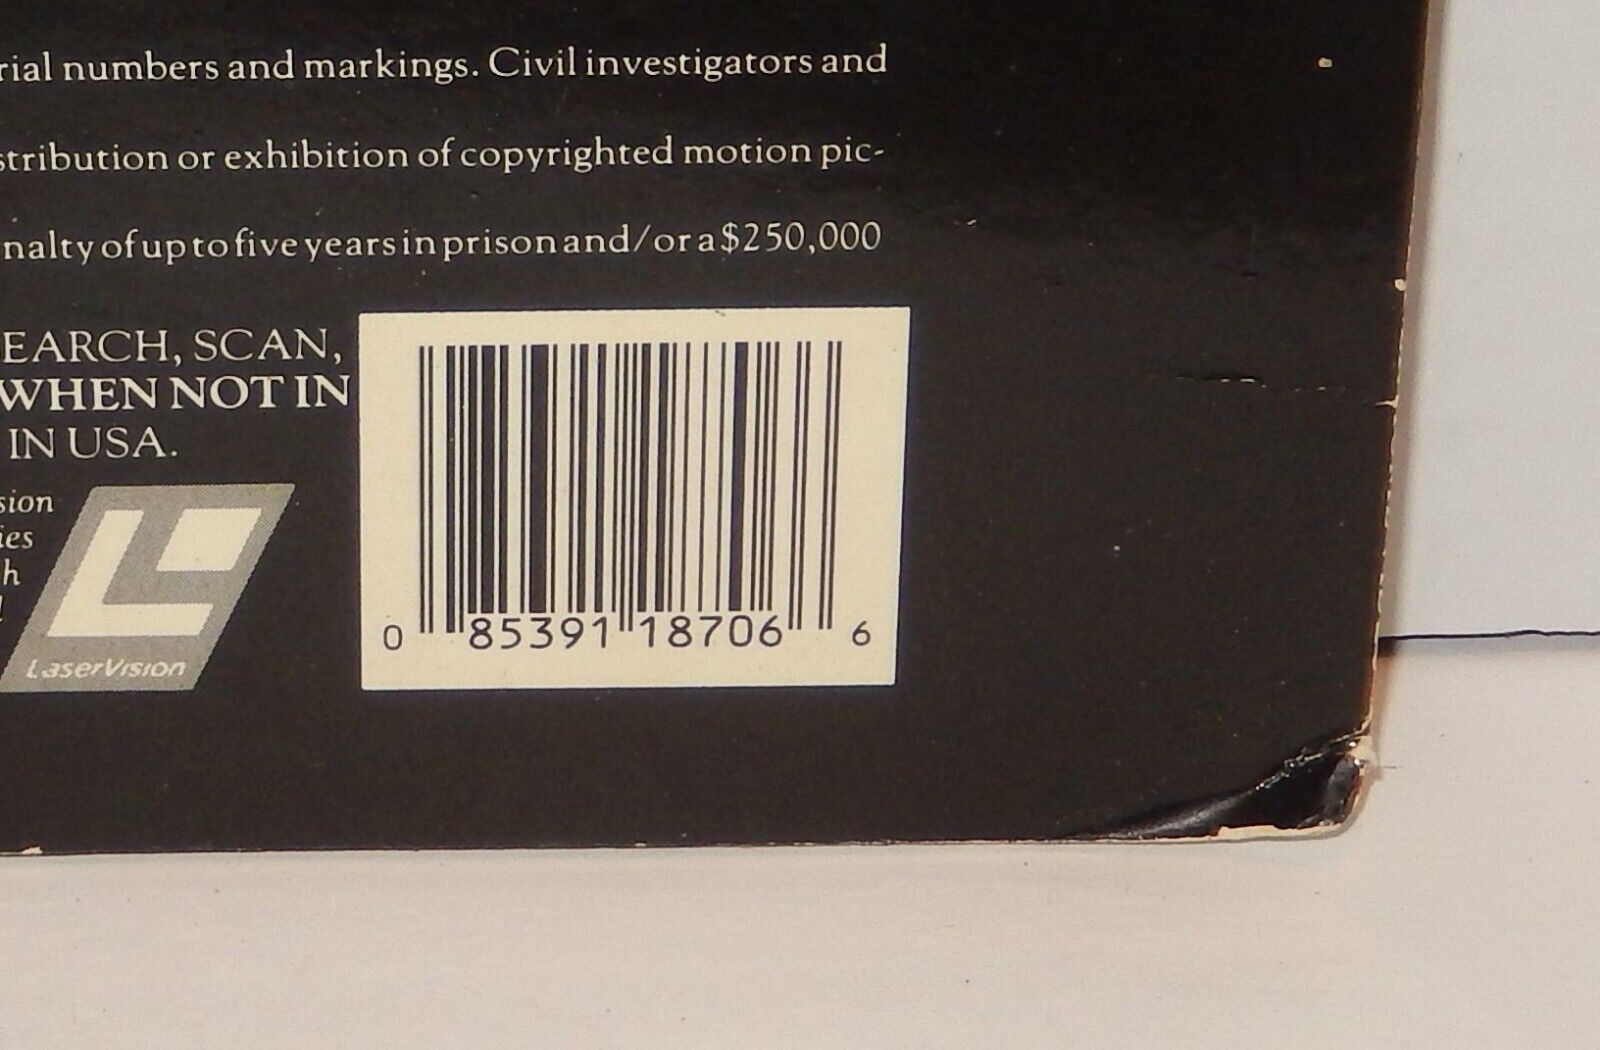 rial numbers and markings. Civil investigators and
stribution or exhibition of copyrighted motion pic-
nalty of up to five years in prison and/or a $250,000
EARCH, SCAN,
WHEN NOT IN
IN USA.
sion
ies
h
LaserVision
0 85391 18706 6